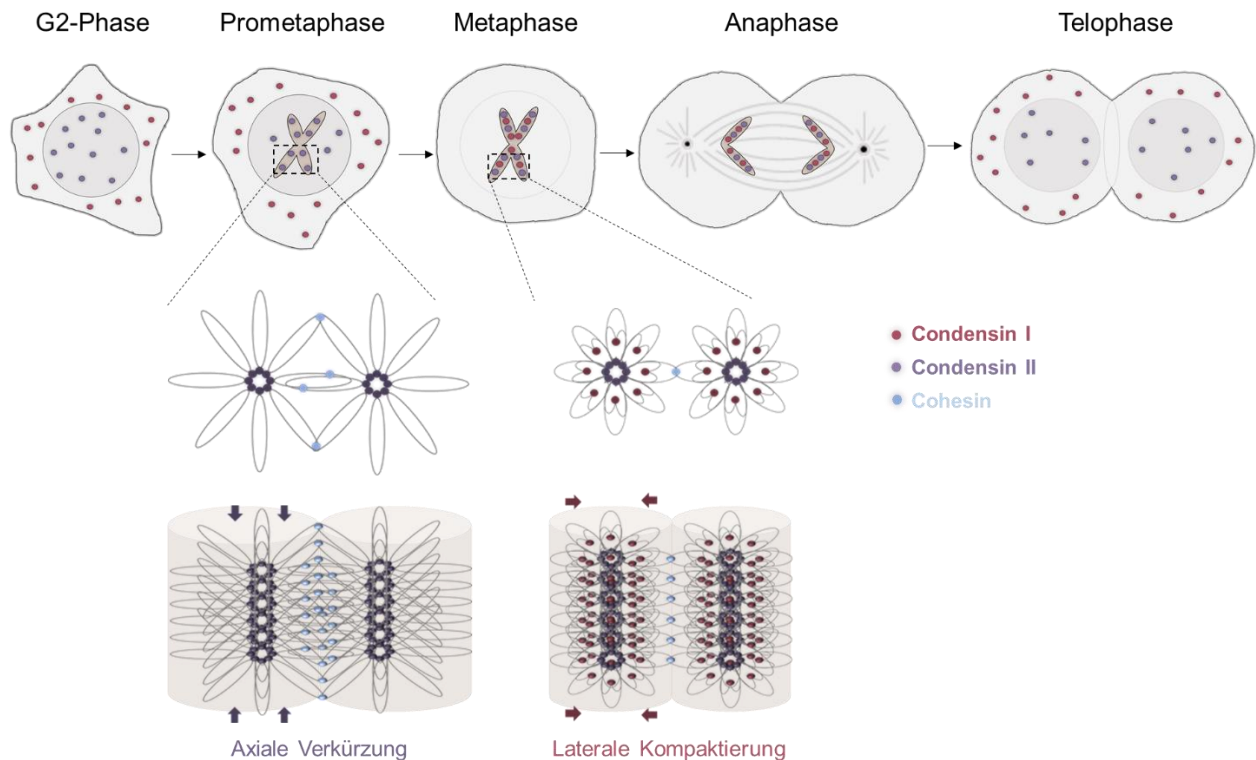 G2-Phase
Prometaphase
Metaphase
Anaphase
Telophase
Condensin I
Condensin II
Cohesin
Axiale Verkürzung
Laterale Kompaktierung